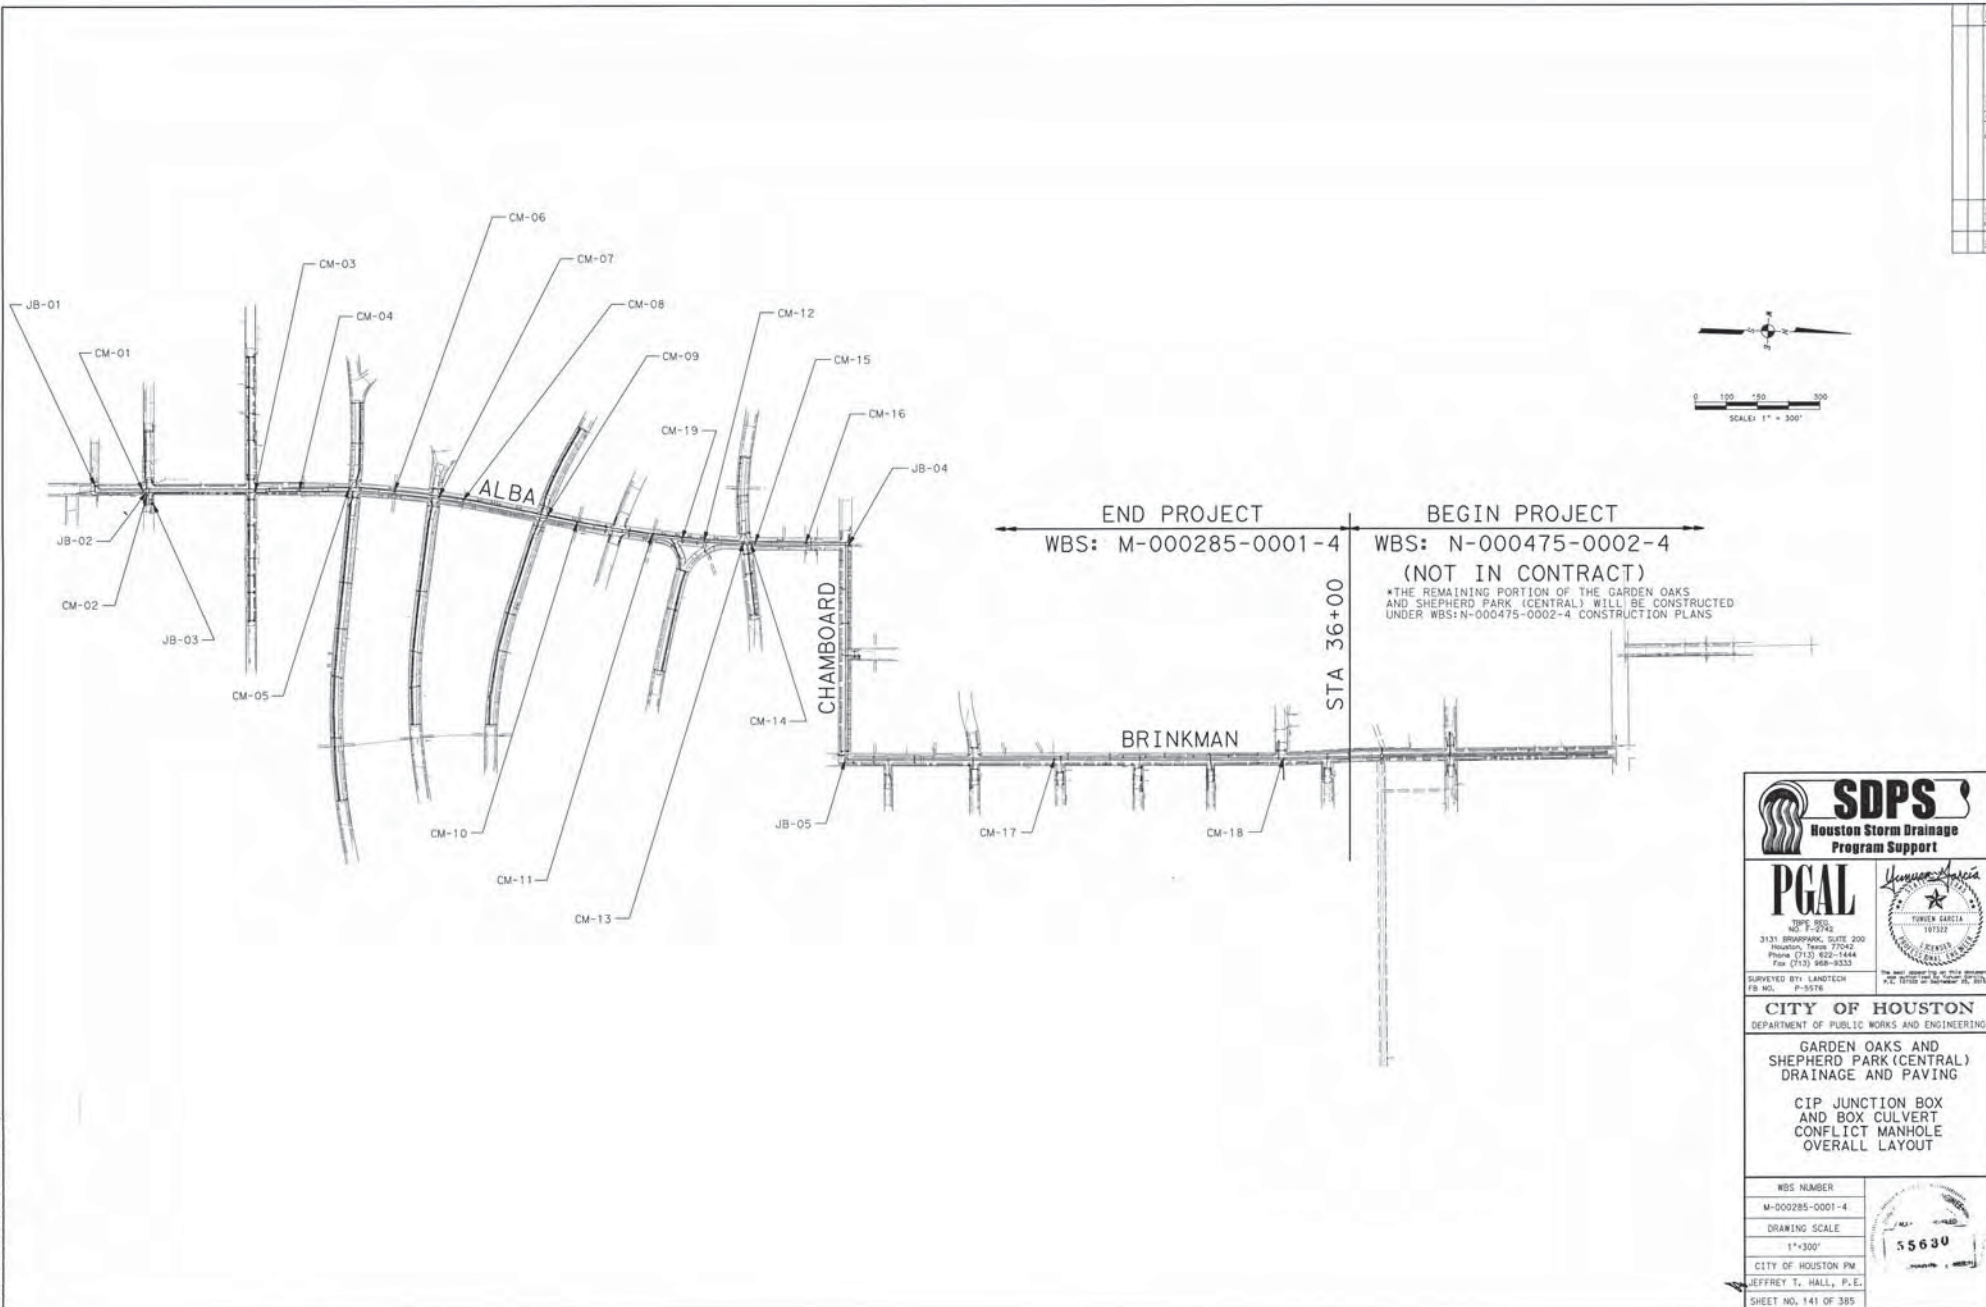 CM-06
CM-03
CM-07
JB-01
CM-04
CM-08
CM-12
CM-01
CM-09
CM-15
CM-19
CM-16
JB-04
ALBA
JB-02
CM-02
JB-03
CM-05
CM-10
CM-11
CM-13
CM-14
CHAMBOARD
JB-05
BRINKMAN
CM-17
CM-18
END PROJECT
WBS: M-000285-0001-4
BEGIN PROJECT
WBS: N-000475-0002-4
(NOT IN CONTRACT)
*THE REMAINING PORTION OF THE GARDEN OAKS
AND SHEPHERD PARK (CENTRAL) WILL BE CONSTRUCTED
UNDER WBS:N-000475-0002-4 CONSTRUCTION PLANS
STA 36+00
0 100 150 300
SCALE: 1" = 300'
SDPS
Houston Storm Drainage
Program Support
PGAL
TBPE REG.
NO. F-2742
3131 BRIARPARK, SUITE 200
Houston, Texas 77042
Phone (713) 622-1444
Fax (713) 968-9333
Yunuen Garcia
YUNUEN GARCIA
107322
LICENSED
PROFESSIONAL ENGINEER
SURVEYED BY: LANDTECH
FB NO. P-5576
CITY OF HOUSTON
DEPARTMENT OF PUBLIC WORKS AND ENGINEERING
GARDEN OAKS AND
SHEPHERD PARK (CENTRAL)
DRAINAGE AND PAVING
CIP JUNCTION BOX
AND BOX CULVERT
CONFLICT MANHOLE
OVERALL LAYOUT
WBS NUMBER
M-000285-0001-4
DRAWING SCALE
1"=300'
CITY OF HOUSTON PM
JEFFREY T. HALL, P.E.
SHEET NO. 141 OF 385
55630